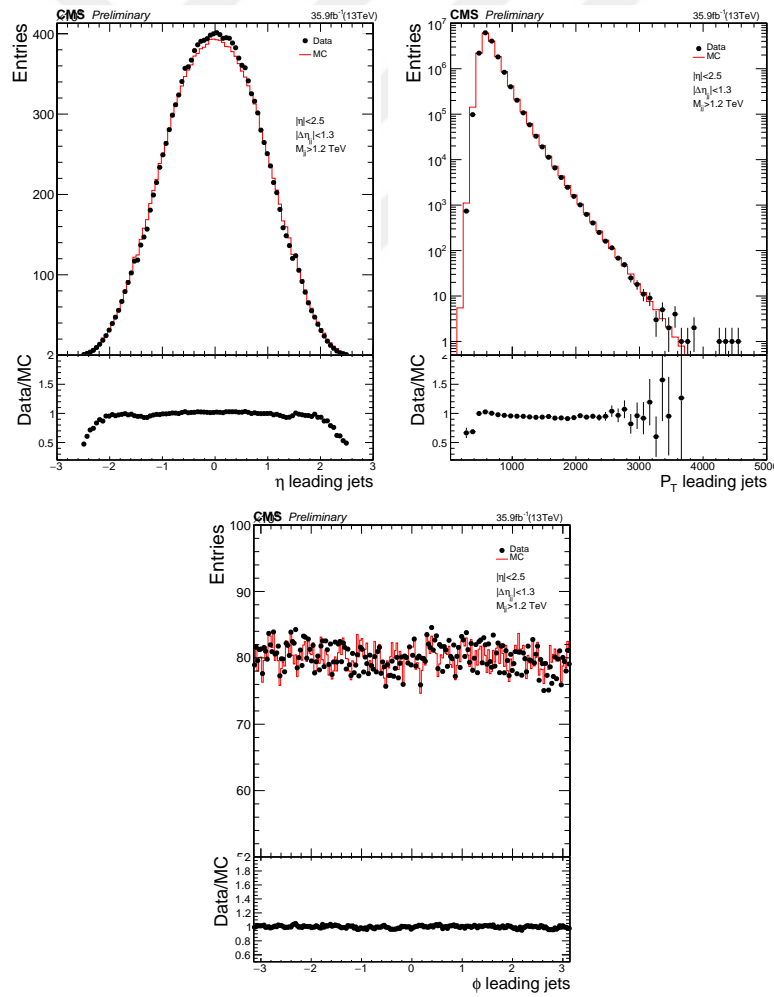 CMS Preliminary 35.9fb⁻¹(13TeV)
Entries
400
300
200
100
Data
MC
|η|<2.5
|Δη_jj|<1.3
M_jj>1.2 TeV
Data/MC
2
1.5
1
0.5
−3 −2 −1 0 1 2 3
η leading jets
CMS Preliminary 35.9fb⁻¹(13TeV)
Entries
10⁷
10⁶
10⁵
10⁴
10³
10²
10
1
Data
MC
|η|<2.5
|Δη_jj|<1.3
M_jj>1.2 TeV
Data/MC
1.5
1
0.5
1000 2000 3000 4000 5000
P_T leading jets
CMS Preliminary 35.9fb⁻¹(13TeV)
Entries
100
90
80
70
60
Data
MC
|η|<2.5
|Δη_jj|<1.3
M_jj>1.2 TeV
Data/MC
1.8
1.6
1.4
1.2
1
0.8
0.6
−3 −2 −1 0 1 2 3
φ leading jets